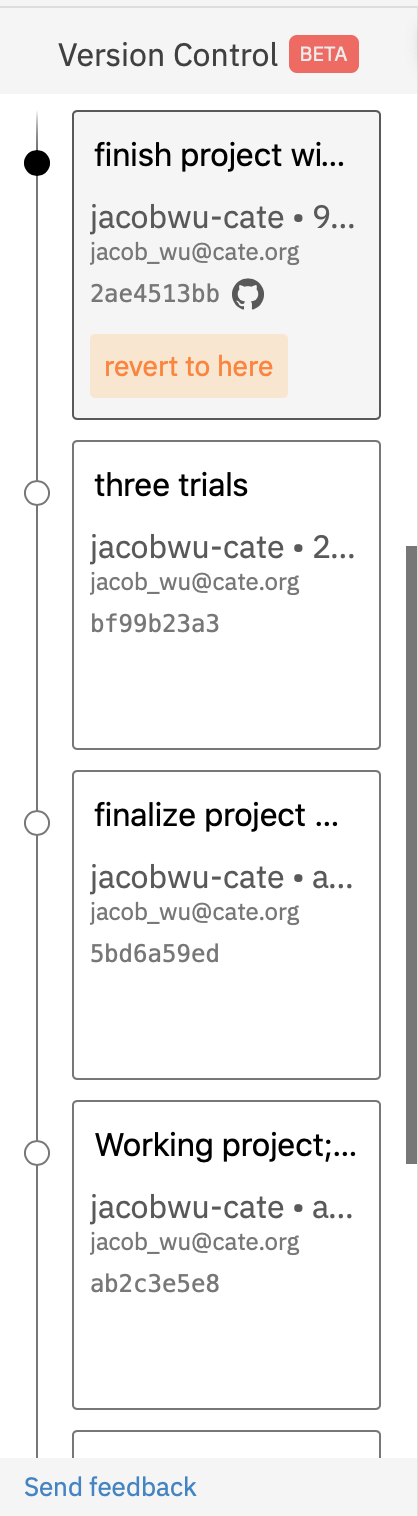 Version Control BETA
finish project wi...
jacobwu-cate • 9...
jacob_wu@cate.org
2ae4513bb
revert to here
three trials
jacobwu-cate • 2...
jacob_wu@cate.org
bf99b23a3
finalize project ...
jacobwu-cate • a...
jacob_wu@cate.org
5bd6a59ed
Working project;...
jacobwu-cate • a...
jacob_wu@cate.org
ab2c3e5e8
Send feedback